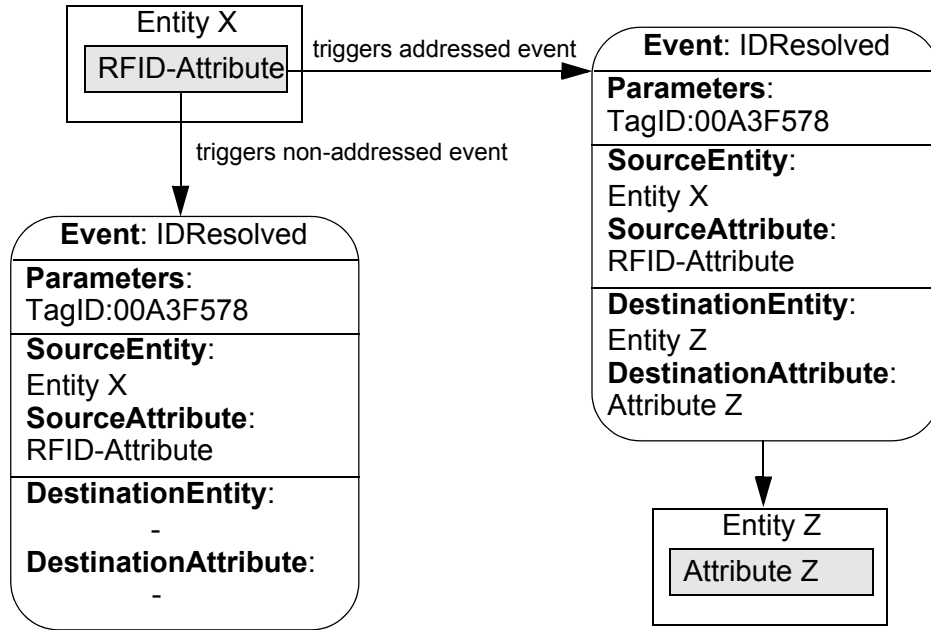 Entity X
RFID-Attribute
triggers addressed event
triggers non-addressed event
Event: IDResolved
Parameters:
TagID:00A3F578
SourceEntity:
Entity X
SourceAttribute:
RFID-Attribute
DestinationEntity:
-
DestinationAttribute:
-
Event: IDResolved
Parameters:
TagID:00A3F578
SourceEntity:
Entity X
SourceAttribute:
RFID-Attribute
DestinationEntity:
Entity Z
DestinationAttribute:
Attribute Z
Entity Z
Attribute Z